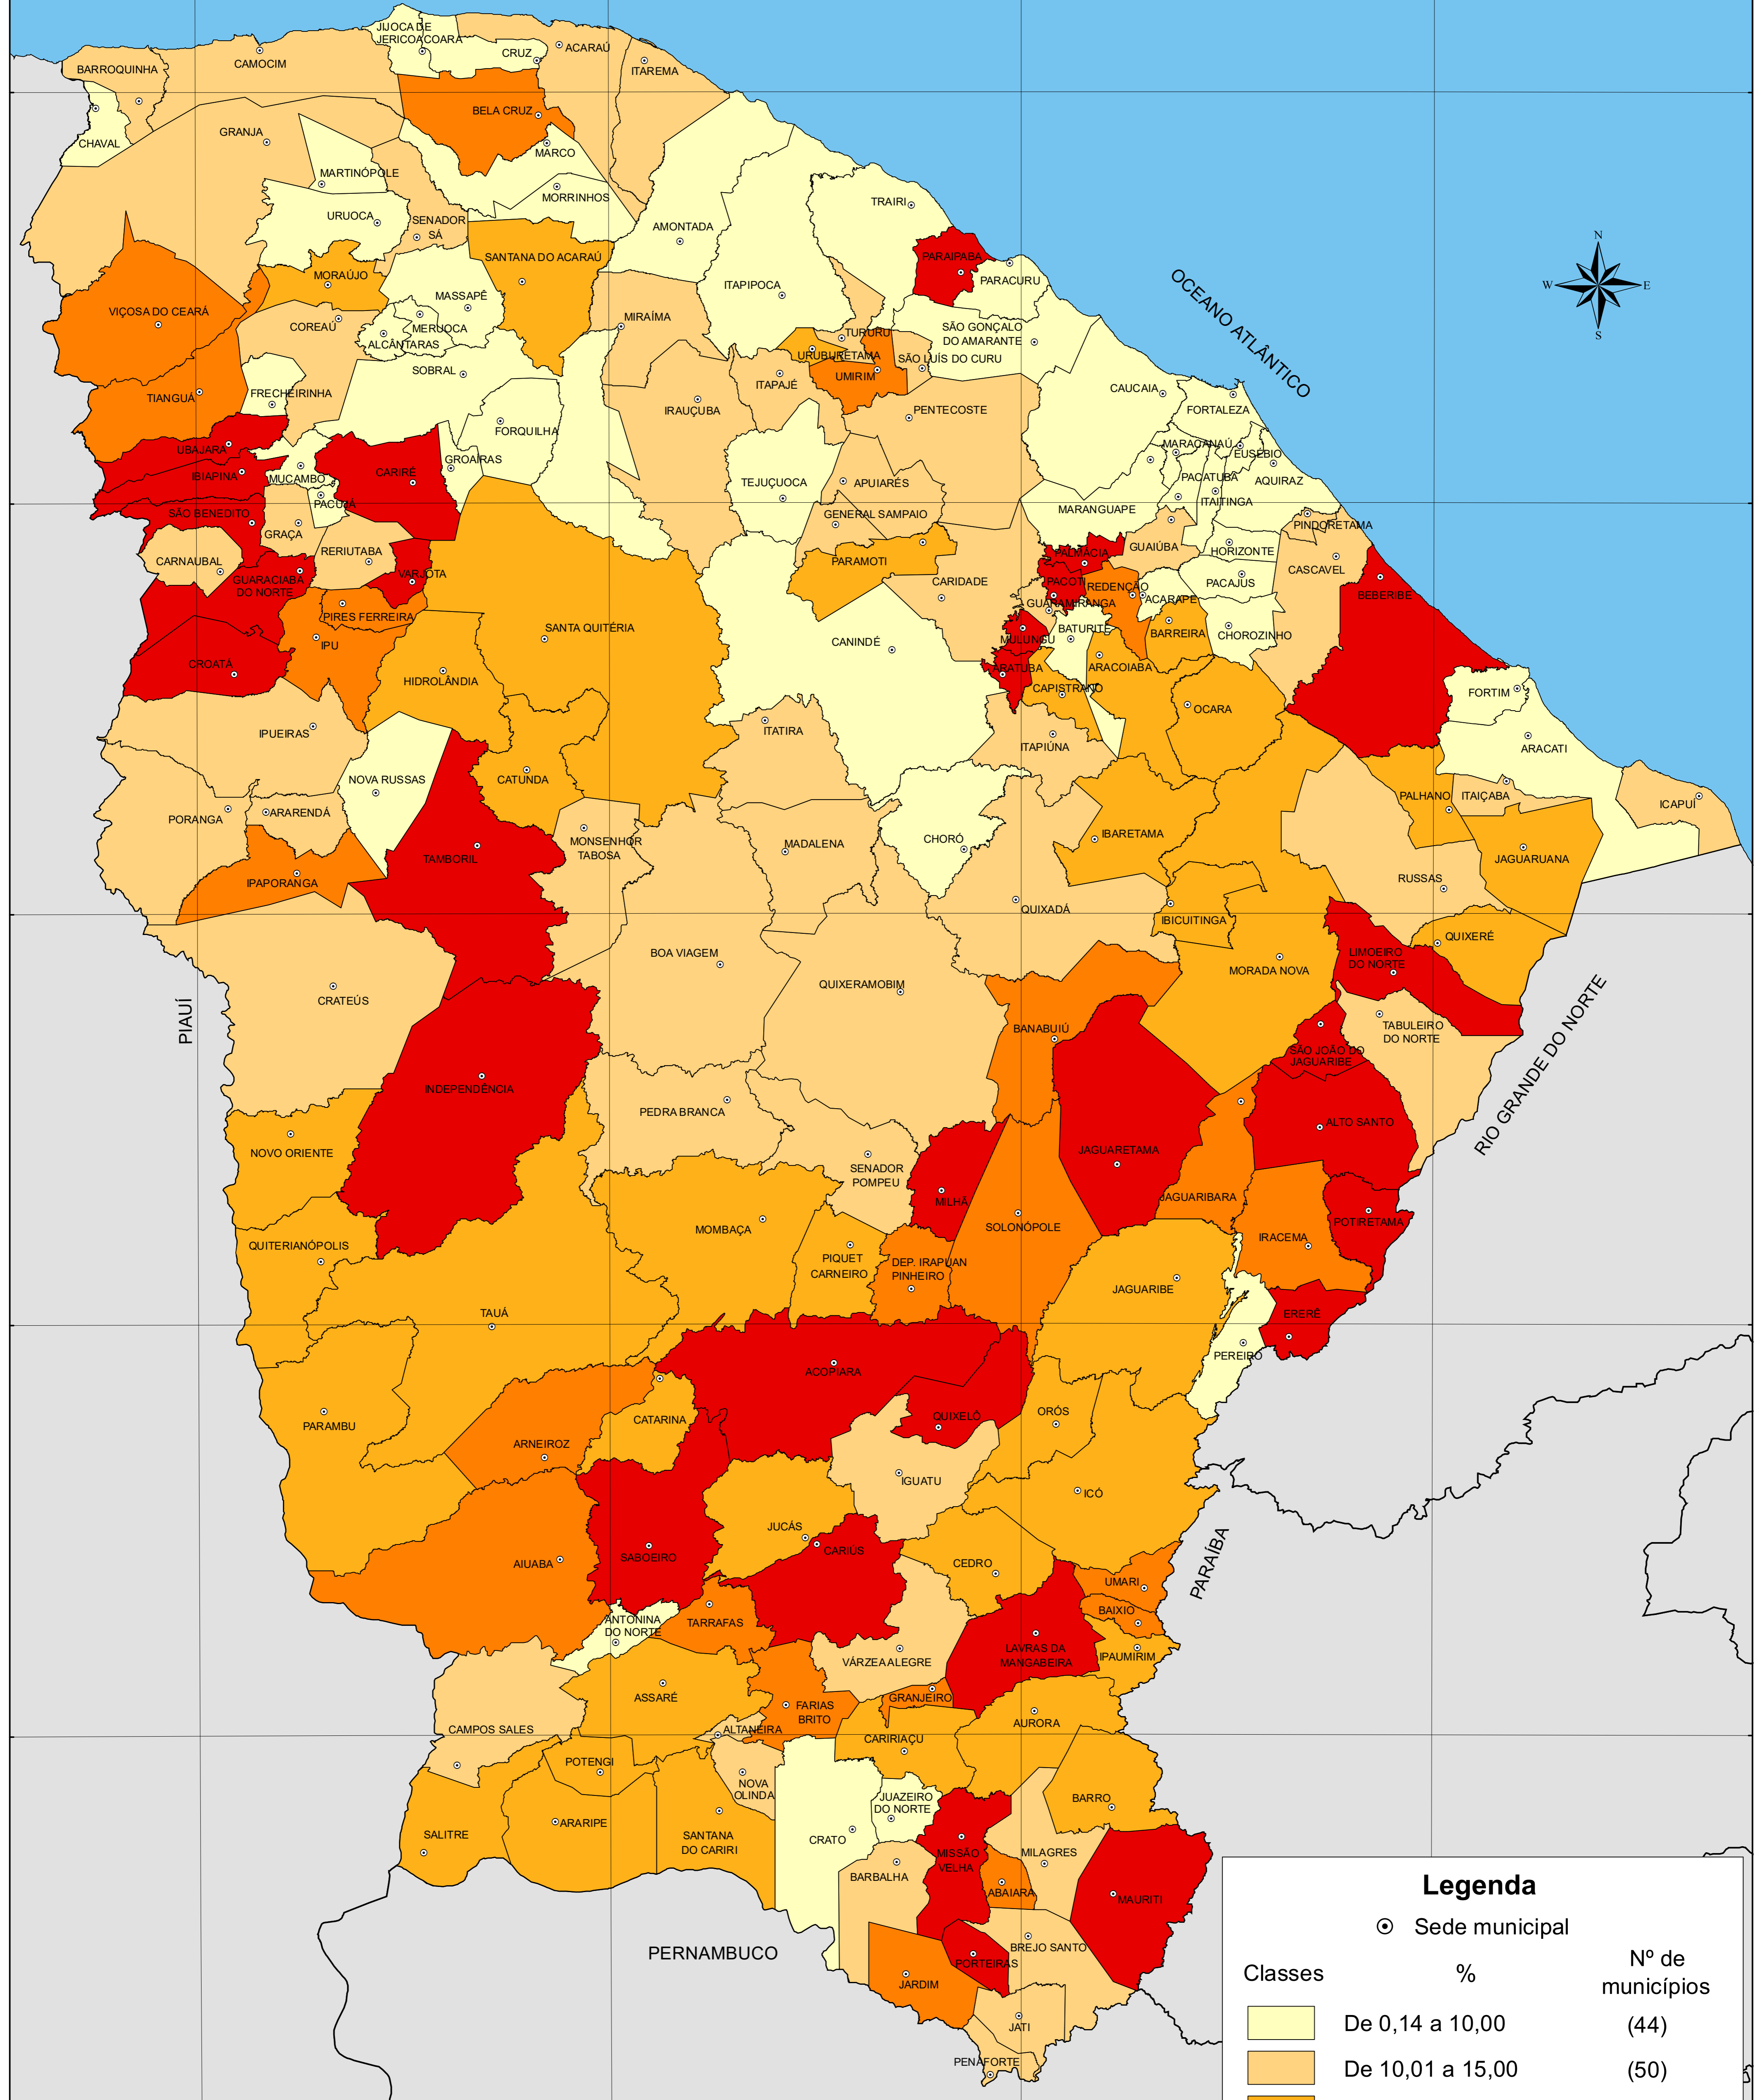 JIJOCA DE
JERICOACOARA
CRUZ
ACARAÚ
ITAREMA
CAMOCIM
BARROQUINHA
BELA CRUZ
GRANJA
CHAVAL
MARCO
MARTINÓPOLE
MORRINHOS
TRAIRI
URUOCA
SENADOR
SÁ
AMONTADA
N
W
E
S
OCEANO ATLÂNTICO
SANTANA DO ACARAÚ
PARAIPABA
MORAÚJO
PARACURU
ITAPIPOCA
MASSAPÊ
VIÇOSA DO CEARÁ
MIRAÍMA
COREAÚ
MERUOCA
SÃO GONÇALO
DO AMARANTE
TURURU
ALCÂNTARAS
URUBURETAMA
SÃO LUÍS DO CURU
SOBRAL
UMIRIM
ITAPAJÉ
CAUCAIA
FRECHEIRINHA
TIANGUÁ
IRAUÇUBA
PENTECOSTE
FORTALEZA
FORQUILHA
MARACANAÚ
UBAJARA
EUSÉBIO
GROAÍRAS
CARIRÉ
IBIAPINA
MUCAMBO
PACATUBA
AQUIRAZ
TEJUÇUOCA
APUIARÉS
ITAITINGA
PACUJÁ
MARANGUAPE
SÃO BENEDITO
GENERAL SAMPAIO
PINDORETAMA
GRAÇA
RERIUTABA
GUAIÚBA
HORIZONTE
PALMÁCIA
CARNAUBAL
PARAMOTI
CASCAVEL
VARJOTA
GUARACIABA
DO NORTE
CARIDADE
PACOTI
REDENÇÃO
PACAJUS
BEBERIBE
GUARAMIRANGA
ACARAPE
PIRES FERREIRA
SANTA QUITÉRIA
BATURITÉ
BARREIRA
CHOROZINHO
IPU
CANINDÉ
MULUNGU
CROATÁ
ARATUBA
ARACOIABA
HIDROLÂNDIA
CAPISTRANO
FORTIM
OCARA
IPUEIRAS
ITATIRA
ITAPIÚNA
ARACATI
NOVA RUSSAS
CATUNDA
PALHANO
ITAIÇABA
ICAPUÍ
PORANGA
ARARENDÁ
MONSENHOR
TABOSA
MADALENA
CHORÓ
IBARETAMA
TAMBORIL
JAGUARUANA
IPAPORANGA
RUSSAS
QUIXADÁ
IBICUITINGA
QUIXERÉ
BOA VIAGEM
LIMOEIRO
DO NORTE
MORADA NOVA
QUIXERAMOBIM
CRATEÚS
PIAUÍ
BANABUIÚ
TABULEIRO
DO NORTE
SÃO JOÃO DO
JAGUARIBE
RIO GRANDE DO NORTE
INDEPENDÊNCIA
PEDRA BRANCA
ALTO SANTO
NOVO ORIENTE
JAGUARETAMA
SENADOR
POMPEU
MILHÃ
JAGUARIBARA
POTIRETAMA
SOLONÓPOLE
MOMBAÇA
IRACEMA
QUITERIANÓPOLIS
PIQUET
CARNEIRO
DEP. IRAPUAN
PINHEIRO
JAGUARIBE
TAUÁ
ERERÊ
PEREIRO
ACOPIARA
ORÓS
QUIXELÔ
CATARINA
PARAMBU
ARNEIROZ
IGUATU
ICÓ
JUCÁS
CARIÚS
SABOEIRO
AIUABA
CEDRO
PARAÍBA
UMARI
BAIXIO
ANTONINA
DO NORTE
TARRAFAS
LAVRAS DA
MANGABEIRA
IPAUMIRIM
VÁRZEA ALEGRE
ASSARÉ
GRANJEIRO
FARIAS
BRITO
AURORA
CAMPOS SALES
ALTANEIRA
CARIRIAÇU
POTENGI
NOVA
OLINDA
JUAZEIRO
DO NORTE
BARRO
ARARIPE
SALITRE
SANTANA
DO CARIRI
CRATO
MISSÃO
VELHA
MILAGRES
BARBALHA
ABAIARA
MAURITI
PERNAMBUCO
BREJO SANTO
PORTEIRAS
JARDIM
JATI
PENAFORTE
Legenda
Sede municipal
Classes % Nº de
municípios
De 0,14 a 10,00 (44)
De 10,01 a 15,00 (50)